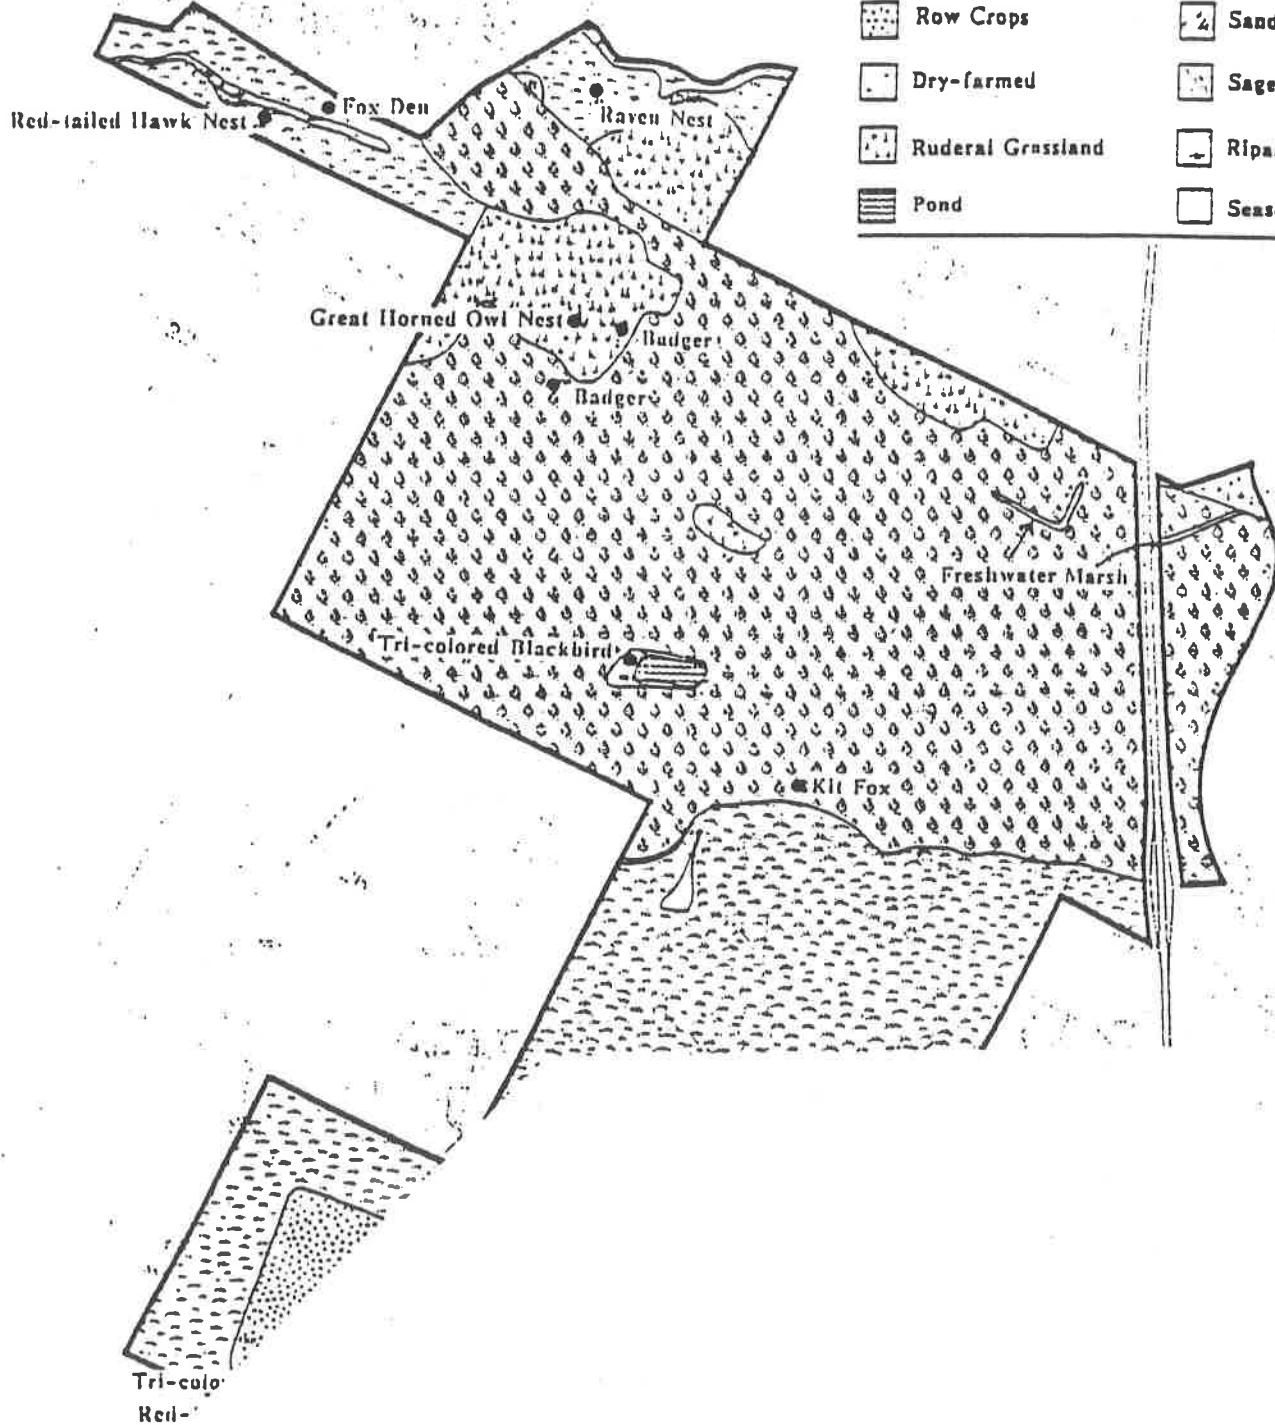 Row Crops
Sand
Dry-farmed
Sage
Ruderal Grassland
Ripa
Pond
Seas
Fox Den
Red-tailed Hawk Nest
Raven Nest
Great Horned Owl Nest
Badger
Badger
Freshwater Marsh
Tri-colored Blackbird
Kit Fox
Tri-colo
Red-